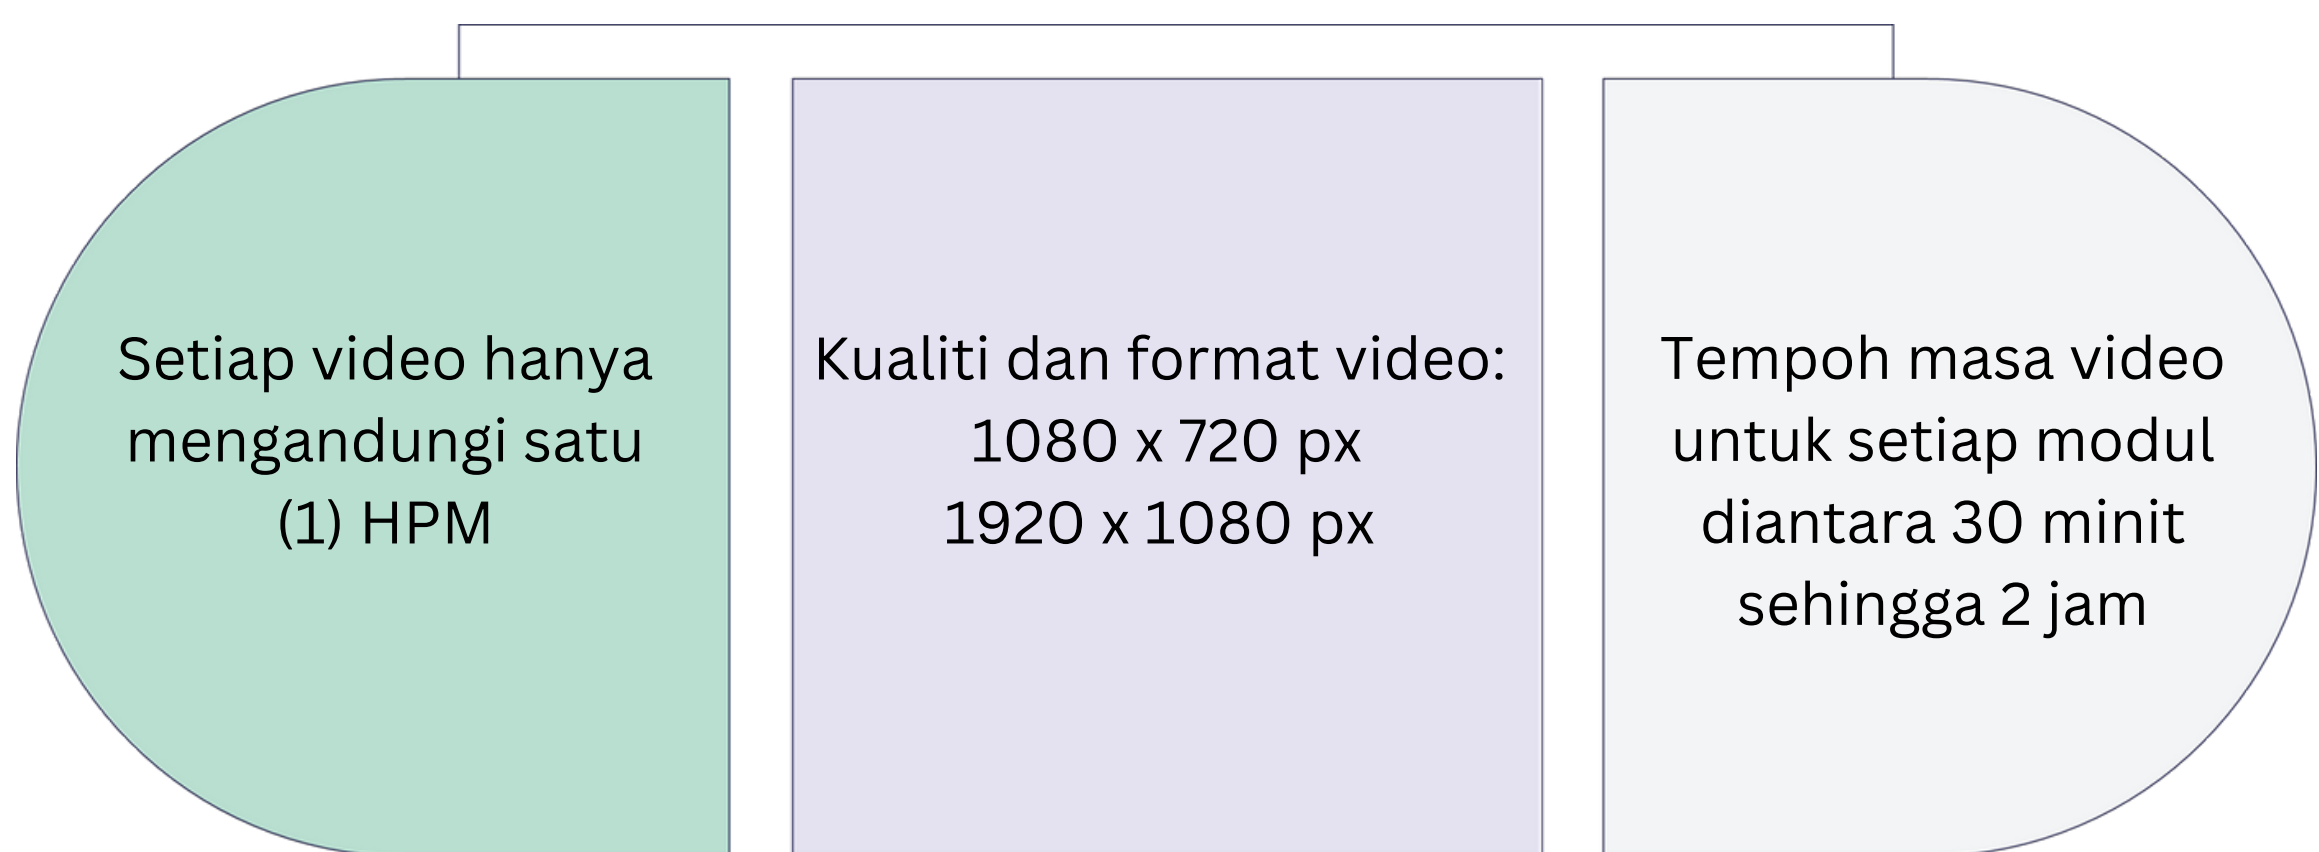 Setiap video hanya
mengandungi satu
(1) HPM
Kualiti dan format video:
1080 x 720 px
1920 x 1080 px
Tempoh masa video
untuk setiap modul
diantara 30 minit
sehingga 2 jam